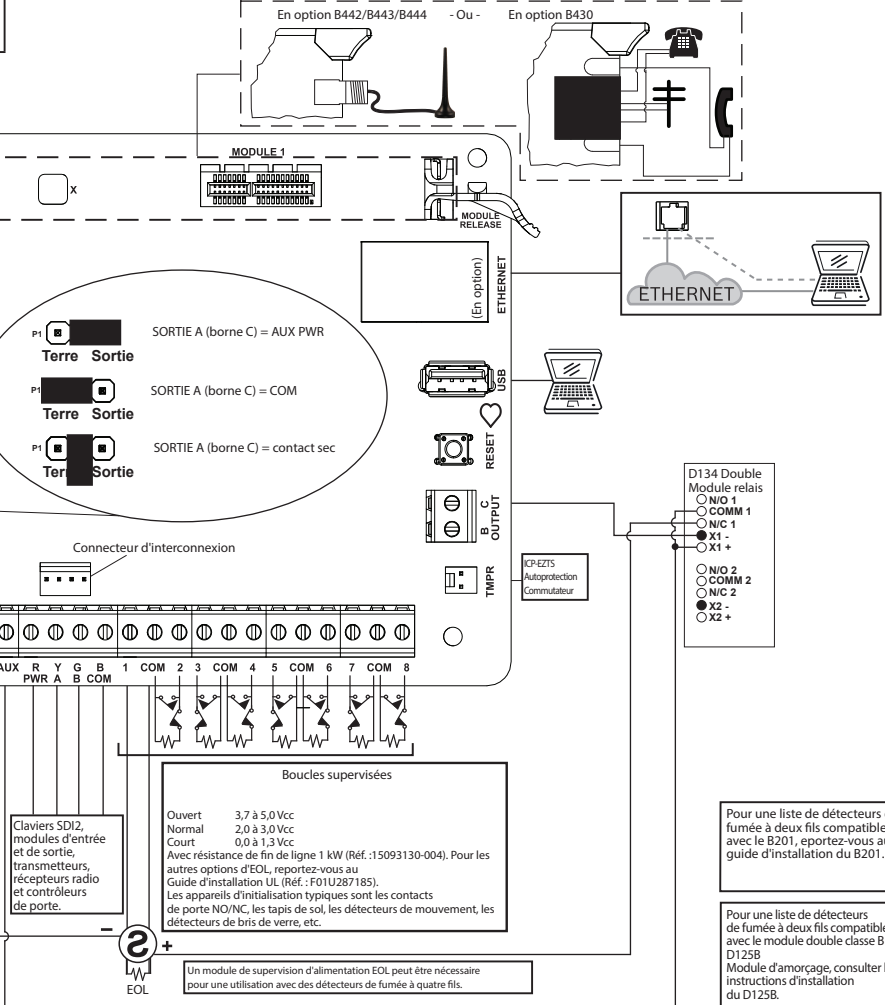 En option B442/B443/B444 - Ou - En option B430
MODULE 1
X
MODULE
RELEASE
(En option)
ETHERNET
ETHERNET
P1
Terre Sortie
SORTIE A (borne C) = AUX PWR
P1
Terre Sortie
SORTIE A (borne C) = COM
P1
Terre Sortie
SORTIE A (borne C) = contact sec
USB
RESET
B C
OUTPUT
TMPR
ICP-EZTS
Autoprotection
Commutateur
D134 Double
Module relais
N/O 1
COMM 1
N/C 1
X1 -
X1 +
N/O 2
COMM 2
N/C 2
X2 -
X2 +
Connecteur d'interconnexion
AUX R Y G B 1 COM 2 3 COM 4 5 COM 6 7 COM 8
PWR A B COM
Boucles supervisées
Ouvert 3,7 à 5,0 Vcc
Normal 2,0 à 3,0 Vcc
Court 0,0 à 1,3 Vcc
Avec résistance de fin de ligne 1 kW (Réf. :15093130-004). Pour les
autres options d'EOL, reportez-vous au
Guide d'installation UL (Réf. : F01U287185).
Les appareils d'initialisation typiques sont les contacts
de porte NO/NC, les tapis de sol, les détecteurs de mouvement, les
détecteurs de bris de verre, etc.
Claviers SDI2,
modules d'entrée
et de sortie,
transmetteurs,
récepteurs radio
et contrôleurs
de porte.
– S +
EOL
Un module de supervision d'alimentation EOL peut être nécessaire
pour une utilisation avec des détecteurs de fumée à quatre fils.
Pour une liste de détecteurs
fumée à deux fils compatible
avec le B201, eportez-vous au
guide d'installation du B201.
Pour une liste de détecteurs
de fumée à deux fils compatible
avec le module double classe B
D125B
Module d'amorçage, consulter
instructions d'installation
du D125B.